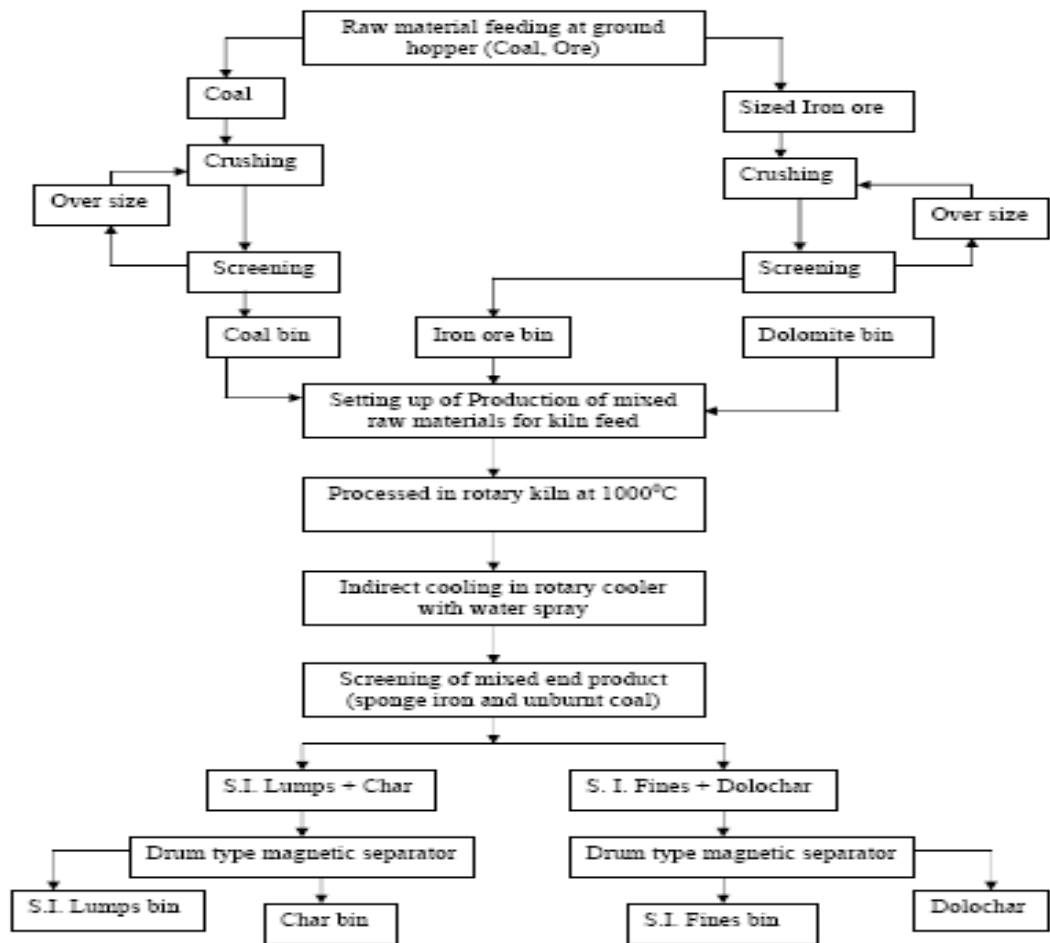 Raw material feeding at ground
hopper (Coal, Ore)
Coal
Sized Iron ore
Crushing
Crushing
Over size
Over size
Screening
Screening
Coal bin
Iron ore bin
Dolomite bin
Setting up of Production of mixed
raw materials for kiln feed
Processed in rotary kiln at 1000⁰C
Indirect cooling in rotary cooler
with water spray
Screening of mixed end product
(sponge iron and unburnt coal)
S.I. Lumps + Char
S. I. Fines + Dolochar
Drum type magnetic separator
Drum type magnetic separator
S.I. Lumps bin
Char bin
S.I. Fines bin
Dolochar